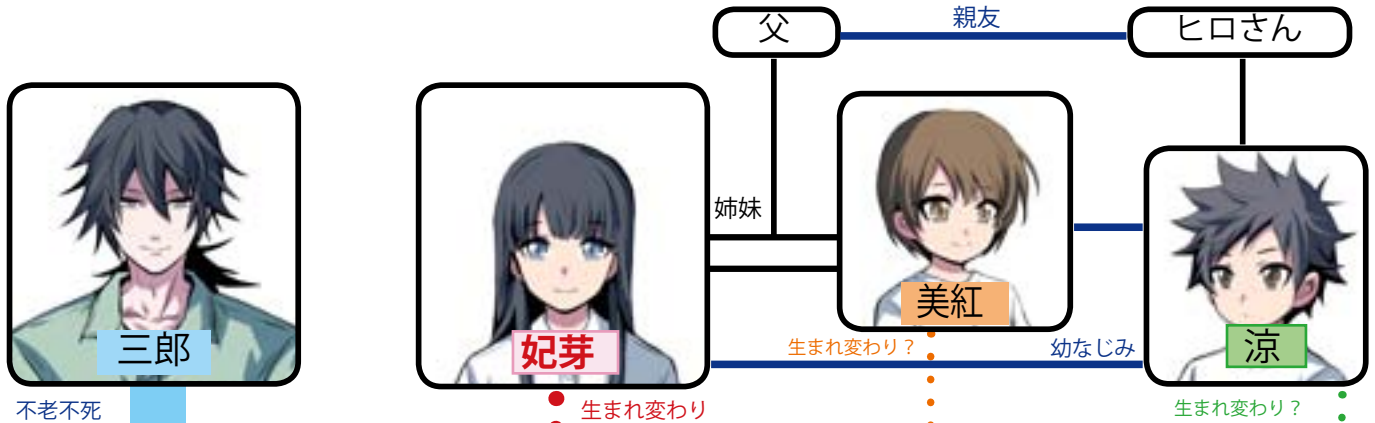 父
親友
ヒロさん
姉妹
三郎
妃芽
美紅
涼
生まれ変わり？
幼なじみ
不老不死
生まれ変わり
生まれ変わり？